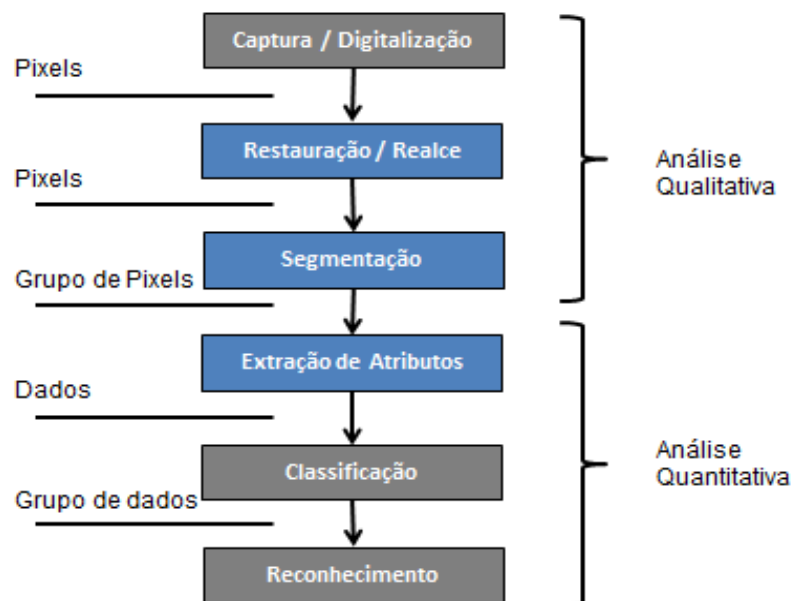 Captura / Digitalização
Pixels
Restauração / Realce
Pixels
Análise
Qualitativa
Segmentação
Grupo de Pixels
Extração de Atributos
Dados
Classificação
Análise
Quantitativa
Grupo de dados
Reconhecimento